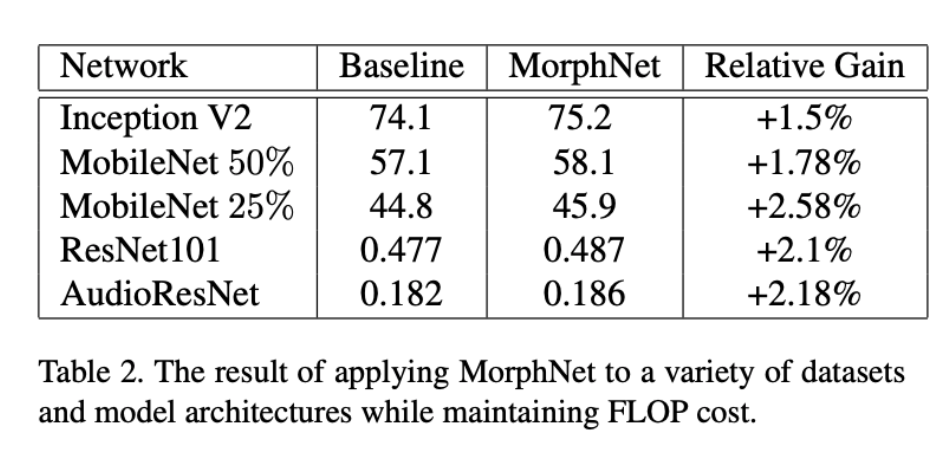 Network Baseline MorphNet Relative Gain
Inception V2 74.1 75.2 +1.5%
MobileNet 50% 57.1 58.1 +1.78%
MobileNet 25% 44.8 45.9 +2.58%
ResNet101 0.477 0.487 +2.1%
AudioResNet 0.182 0.186 +2.18%
Table 2. The result of applying MorphNet to a variety of datasets
and model architectures while maintaining FLOP cost.